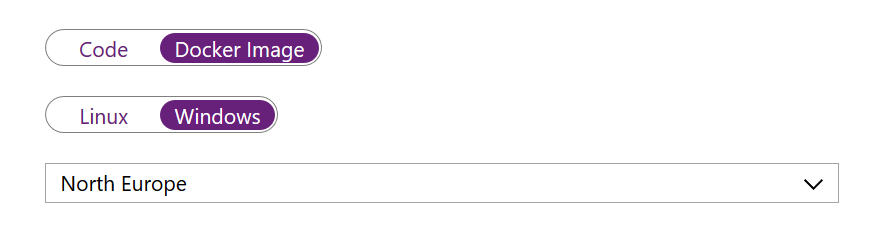 Code Docker Image
Linux Windows
North Europe